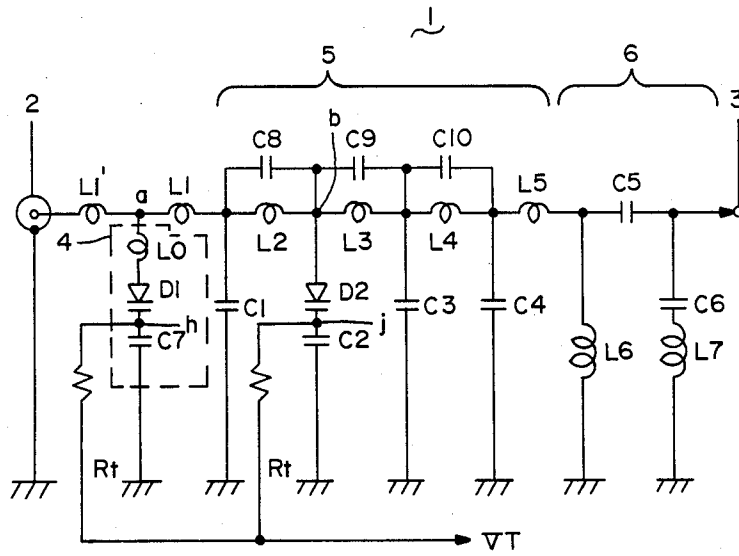 1
5 6
2 b 3
C8 C9 C10
L1' a L1 L5 C5
4 L0 L2 L3 L4
D1 D2 C6
C1 C3 C4
h j L6 L7
C7 C2
Rt Rt
VT